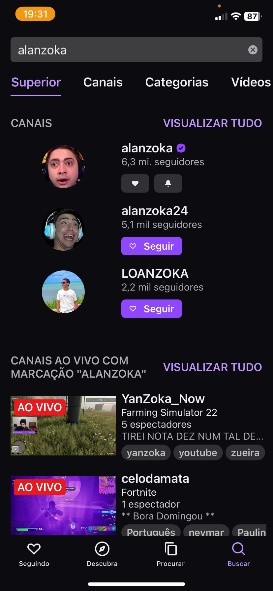 19:31
87
alanzoka
Superior Canais Categorias Vídeos
CANAIS VISUALIZAR TUDO
alanzoka
6,3 mi. seguidores
alanzoka24
5,1 mil seguidores
Seguir
LOANZOKA
2,2 mil seguidores
Seguir
CANAIS AO VIVO COM
MARCAÇÃO "ALANZOKA"
VISUALIZAR TUDO
AO VIVO
YanZoka_Now
Farming Simulator 22
5 espectadores
TIREI NOTA DEZ NUM TAL DE...
yanzoka youtube zueira
AO VIVO
celodamata
Fortnite
1 espectador
** Bora Domingou **
Português neymar Paulin
Seguindo Descubra Procurar Buscar